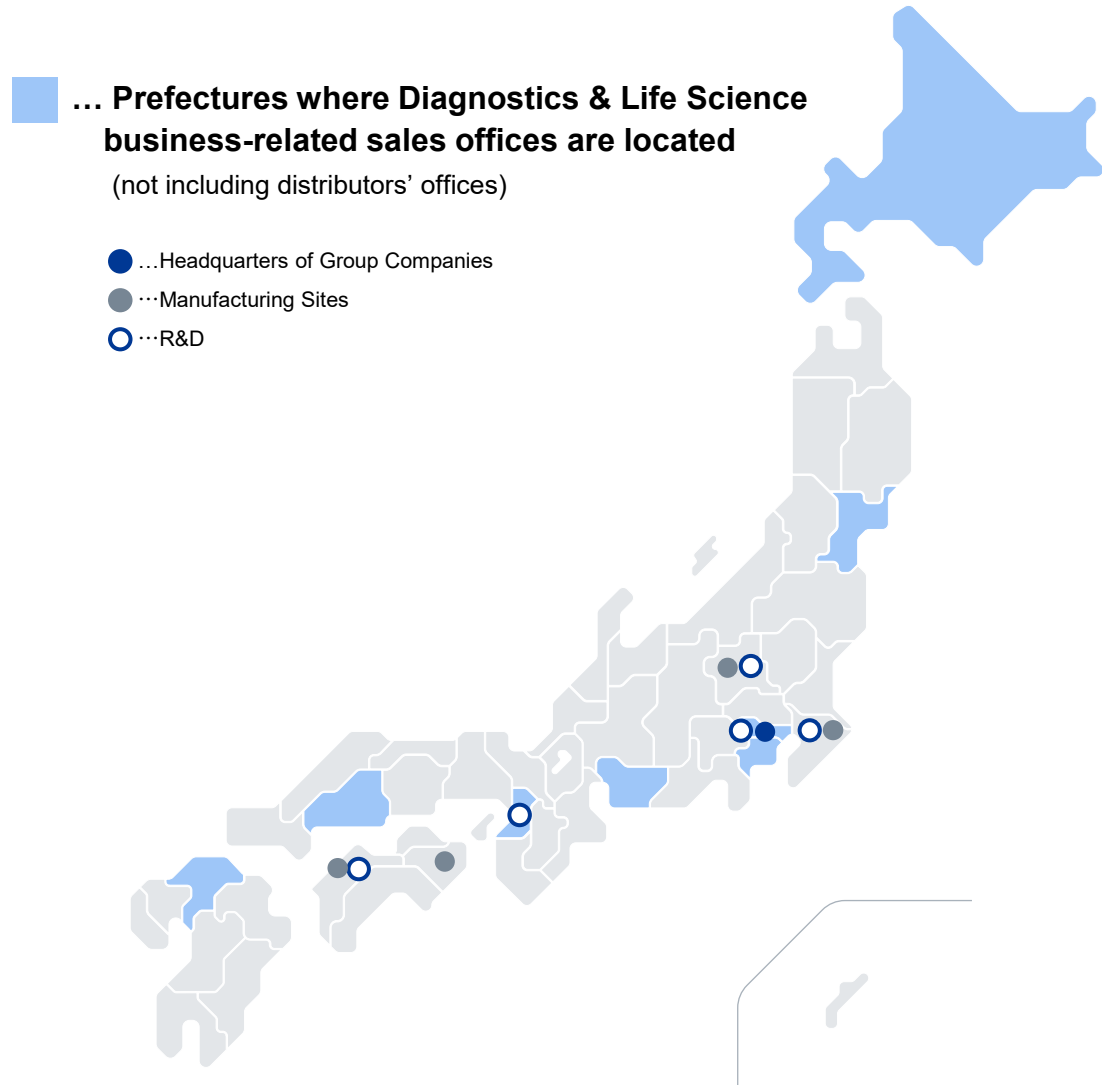 … Prefectures where Diagnostics & Life Science
business-related sales offices are located
(not including distributors’ offices)
…Headquarters of Group Companies
⋯Manufacturing Sites
⋯R&D